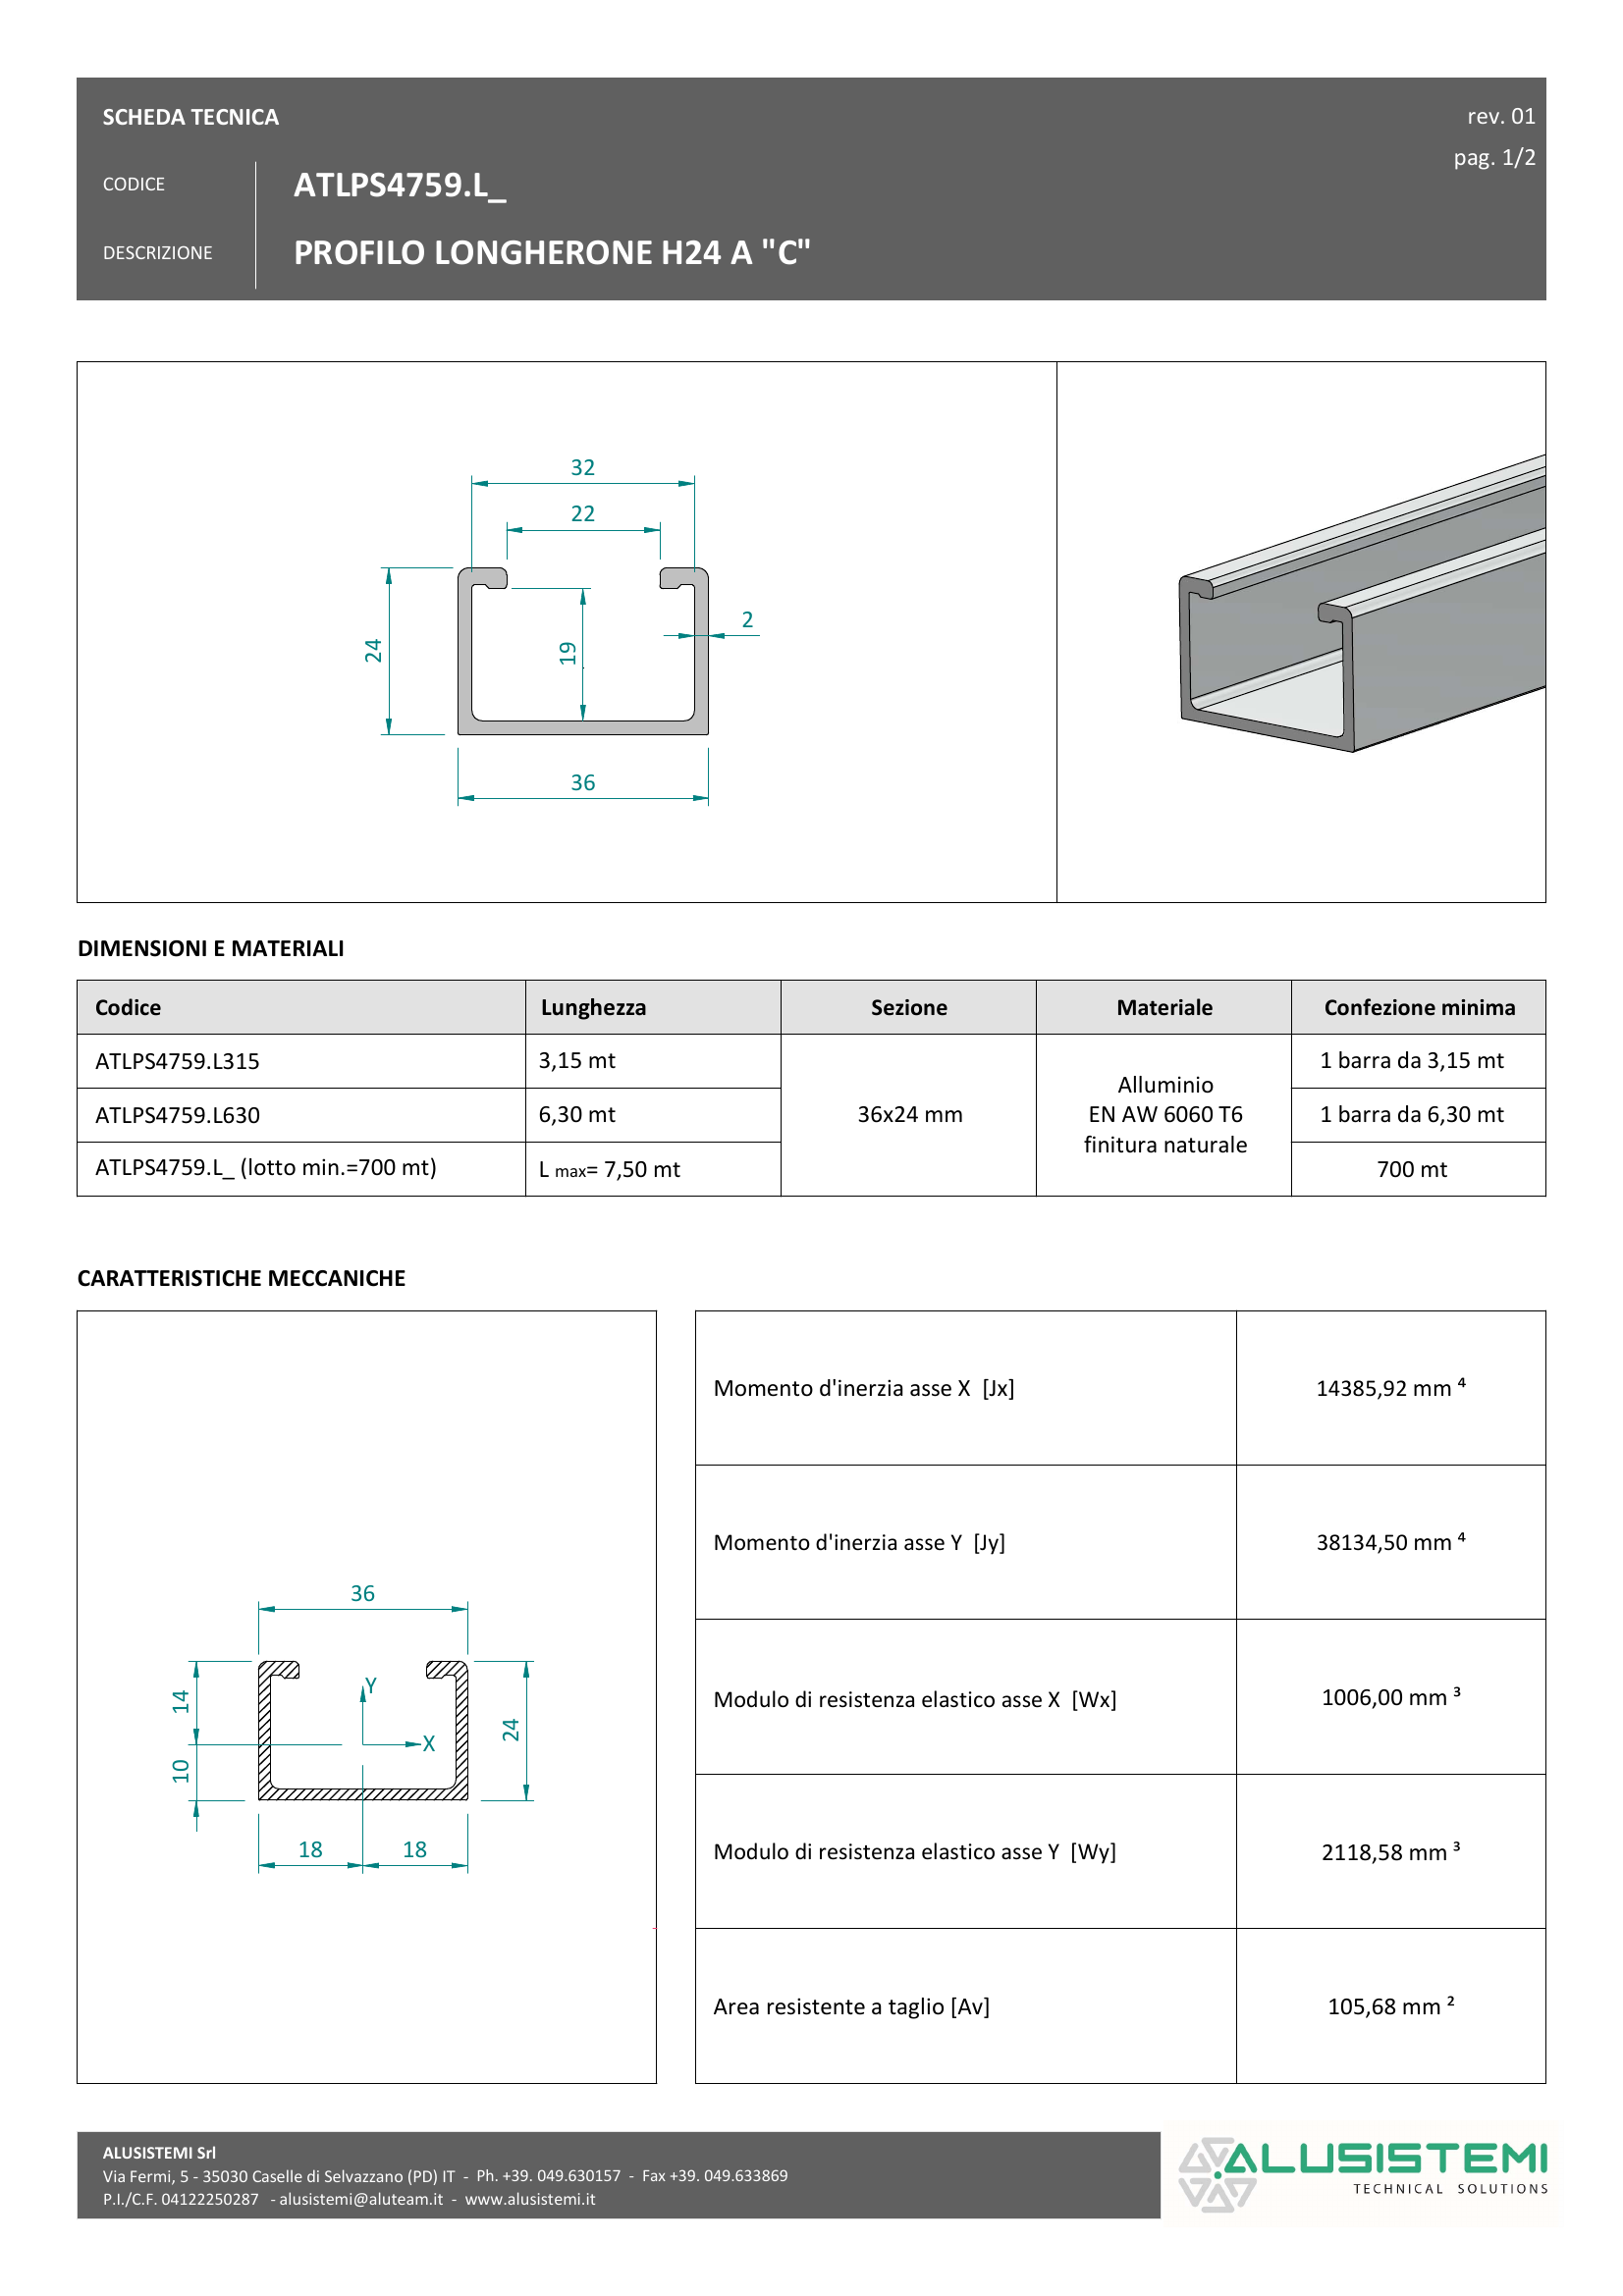 SCHEDA TECNICA
rev. 01
pag. 1/2
CODICE
ATLPS4759.L_
DESCRIZIONE
PROFILO LONGHERONE H24 A "C"
32
22
2
24
19
36
DIMENSIONI E MATERIALI
Codice Lunghezza Sezione Materiale Confezione minima
ATLPS4759.L315 3,15 mt 1 barra da 3,15 mt
ATLPS4759.L630 6,30 mt 1 barra da 6,30 mt
ATLPS4759.L_ (lotto min.=700 mt) L max= 7,50 mt 700 mt
36x24 mm
Alluminio
EN AW 6060 T6
finitura naturale
CARATTERISTICHE MECCANICHE
36
Y
14
24
X
10
18 18
Momento d'inerzia asse X [Jx] 14385,92 mm ⁴
Momento d'inerzia asse Y [Jy] 38134,50 mm ⁴
Modulo di resistenza elastico asse X [Wx] 1006,00 mm ³
Modulo di resistenza elastico asse Y [Wy] 2118,58 mm ³
Area resistente a taglio [Av] 105,68 mm ²
ALUSISTEMI Srl
Via Fermi, 5 - 35030 Caselle di Selvazzano (PD) IT - Ph. +39. 049.630157 - Fax +39. 049.633869
P.I./C.F. 04122250287 - alusistemi@aluteam.it - www.alusistemi.it
ALUSISTEMI
TECHNICAL SOLUTIONS